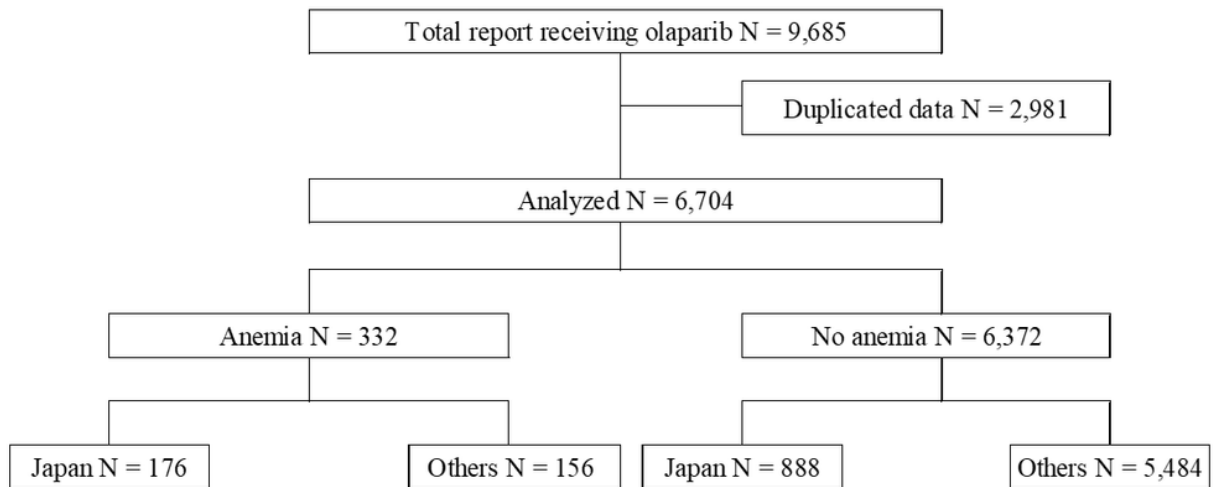 Total report receiving olaparib N = 9,685
Duplicated data N = 2,981
Analyzed N = 6,704
Anemia N = 332
No anemia N = 6,372
Japan N = 176
Others N = 156
Japan N = 888
Others N = 5,484